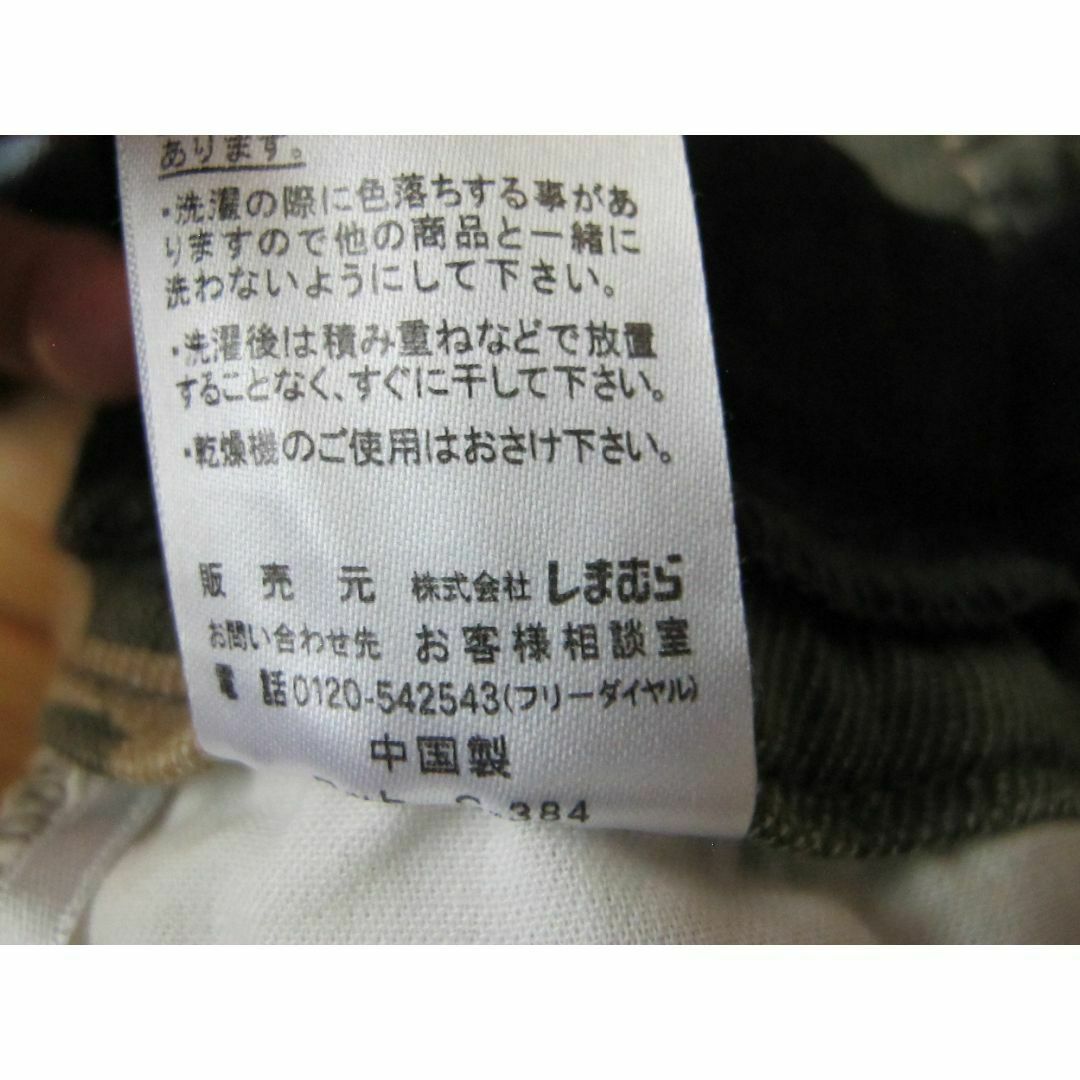 あります。
・洗濯の際に色落ちする事があ
りますので他の商品と一緒に
洗わないようにして下さい。
・洗濯後は積み重ねなどで放置
することなく、すぐに干して下さい。
・乾燥機のご使用はおさけ下さい。
販売元 株式会社 しまむら
お問い合わせ先 お客様相談室
電話 0120-542543(フリーダイヤル)
中国製
384